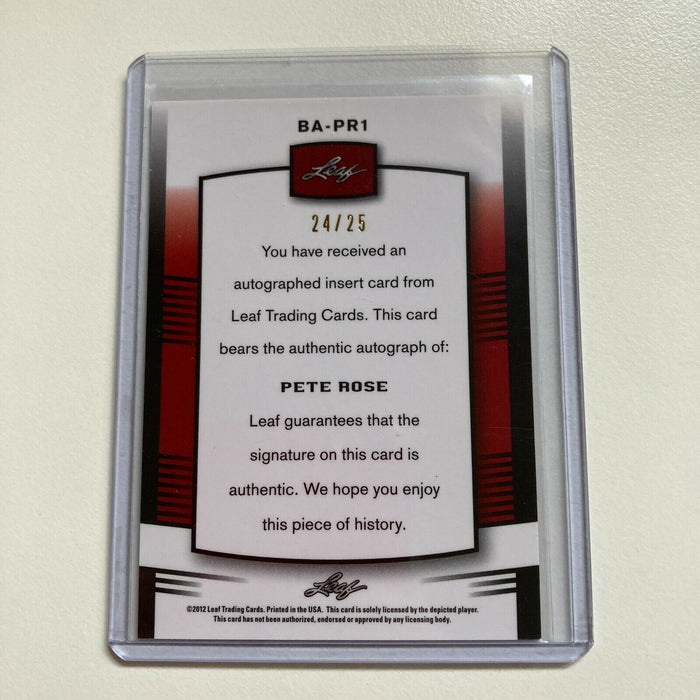 BA-PR1
Leaf
24/25
You have received an
autographed insert card from
Leaf Trading Cards. This card
bears the authentic autograph of:
PETE ROSE
Leaf guarantees that the
signature on this card is
authentic. We hope you enjoy
this piece of history.
Leaf
©2012 Leaf Trading Cards. Printed in the USA. This card is solely licensed by the depicted player.
This card has not been authorized, endorsed or approved by any licensing body.